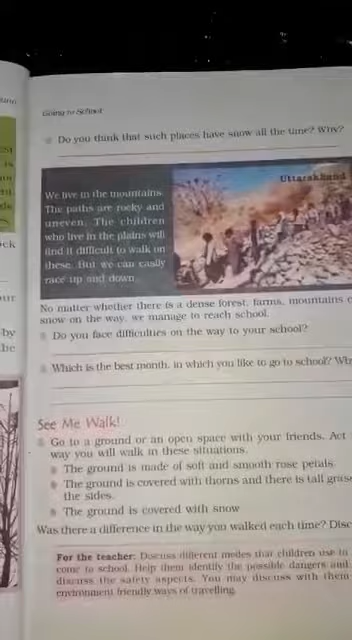 Going to School
Do you think that such places have snow all the time? Why?
Uttarakhand
We live in the mountains.
The paths are rocky and
uneven. The children
who live in the plains will
find it difficult to walk on
these. But we can easily
race up and down.
No matter whether there is a dense forest, farms, mountains
snow on the way, we manage to reach school.
Do you face difficulties on the way to your school?
Which is the best month, in which you like to go to school?
See Me Walk!
Go to a ground or an open space with your friends. Act
way you will walk in these situations.
The ground is made of soft and smooth rose petals
The ground is covered with thorns and there is tall
the sides.
The ground is covered with snow
Was there a difference in the way you walked each time?
For the teacher: Discuss different modes that children use to
come to school. Help them identify the possible dangers and
discuss the safety aspects. You may discuss with them
environment friendly ways of travelling.